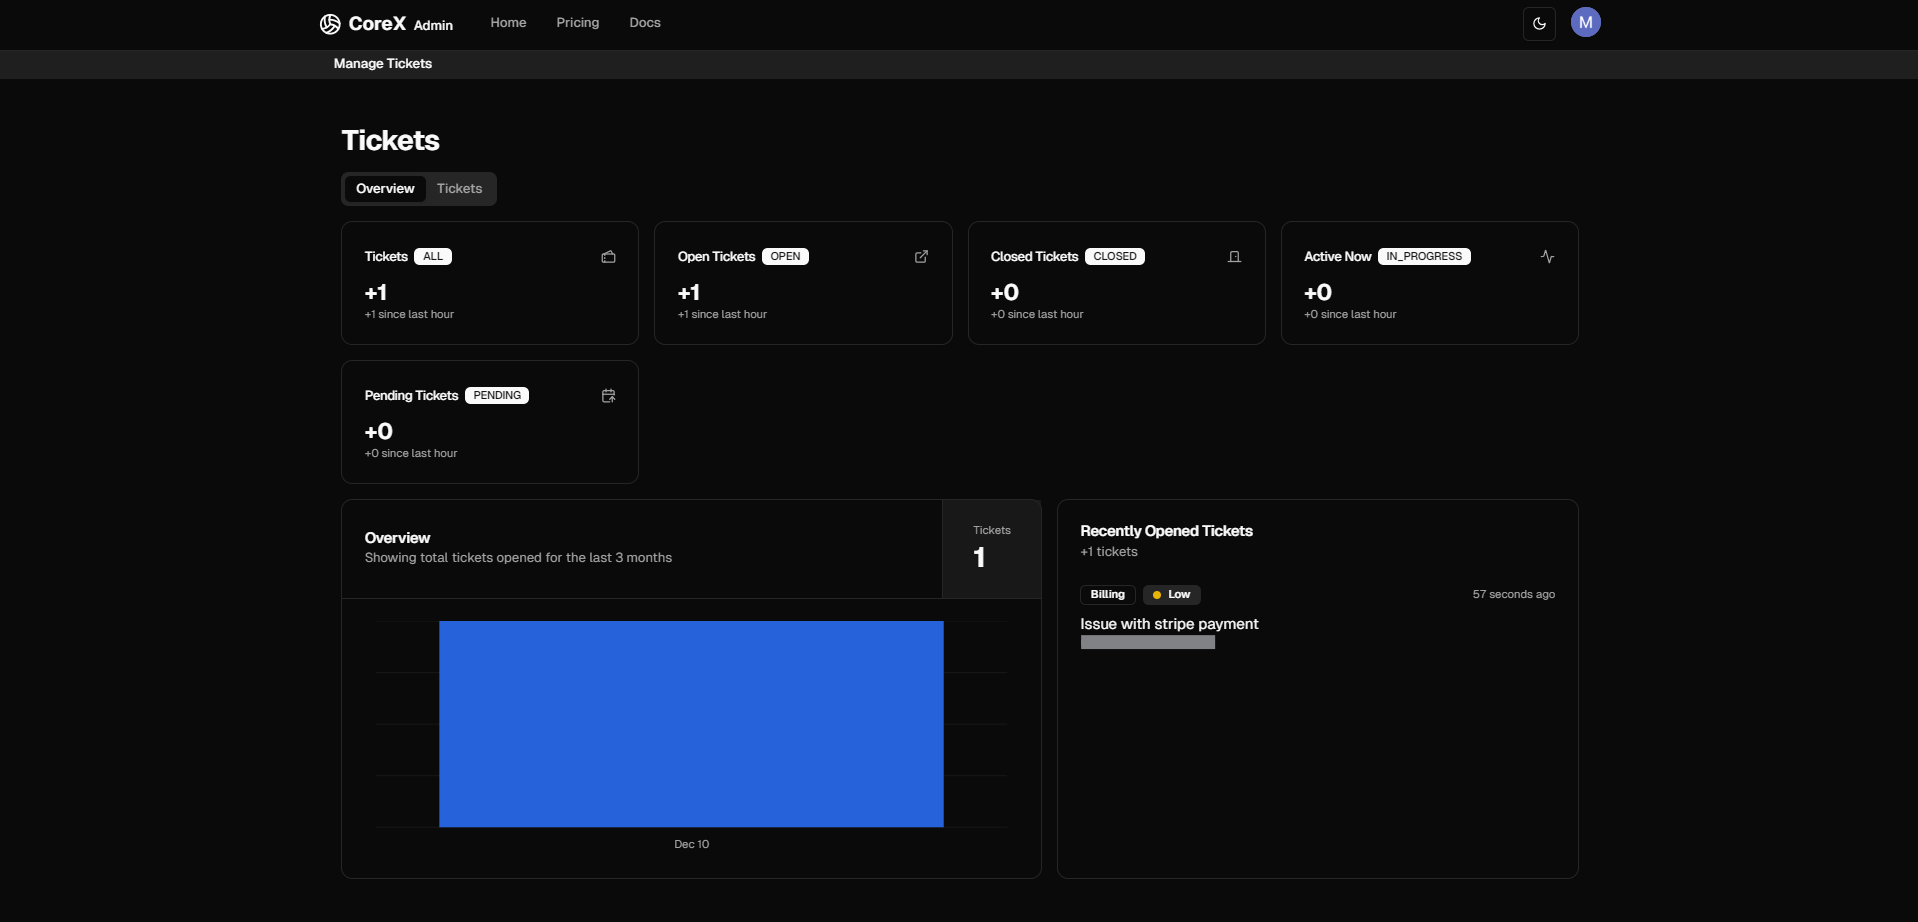 CoreX Admin Home Pricing Docs M
Manage Tickets
Tickets
Overview Tickets
Tickets ALL
+1
+1 since last hour
Open Tickets OPEN
+1
+1 since last hour
Closed Tickets CLOSED
+0
+0 since last hour
Active Now IN_PROGRESS
+0
+0 since last hour
Pending Tickets PENDING
+0
+0 since last hour
Overview
Showing total tickets opened for the last 3 months
Tickets
1
Dec 10
Recently Opened Tickets
+1 tickets
Billing Low 57 seconds ago
Issue with stripe payment